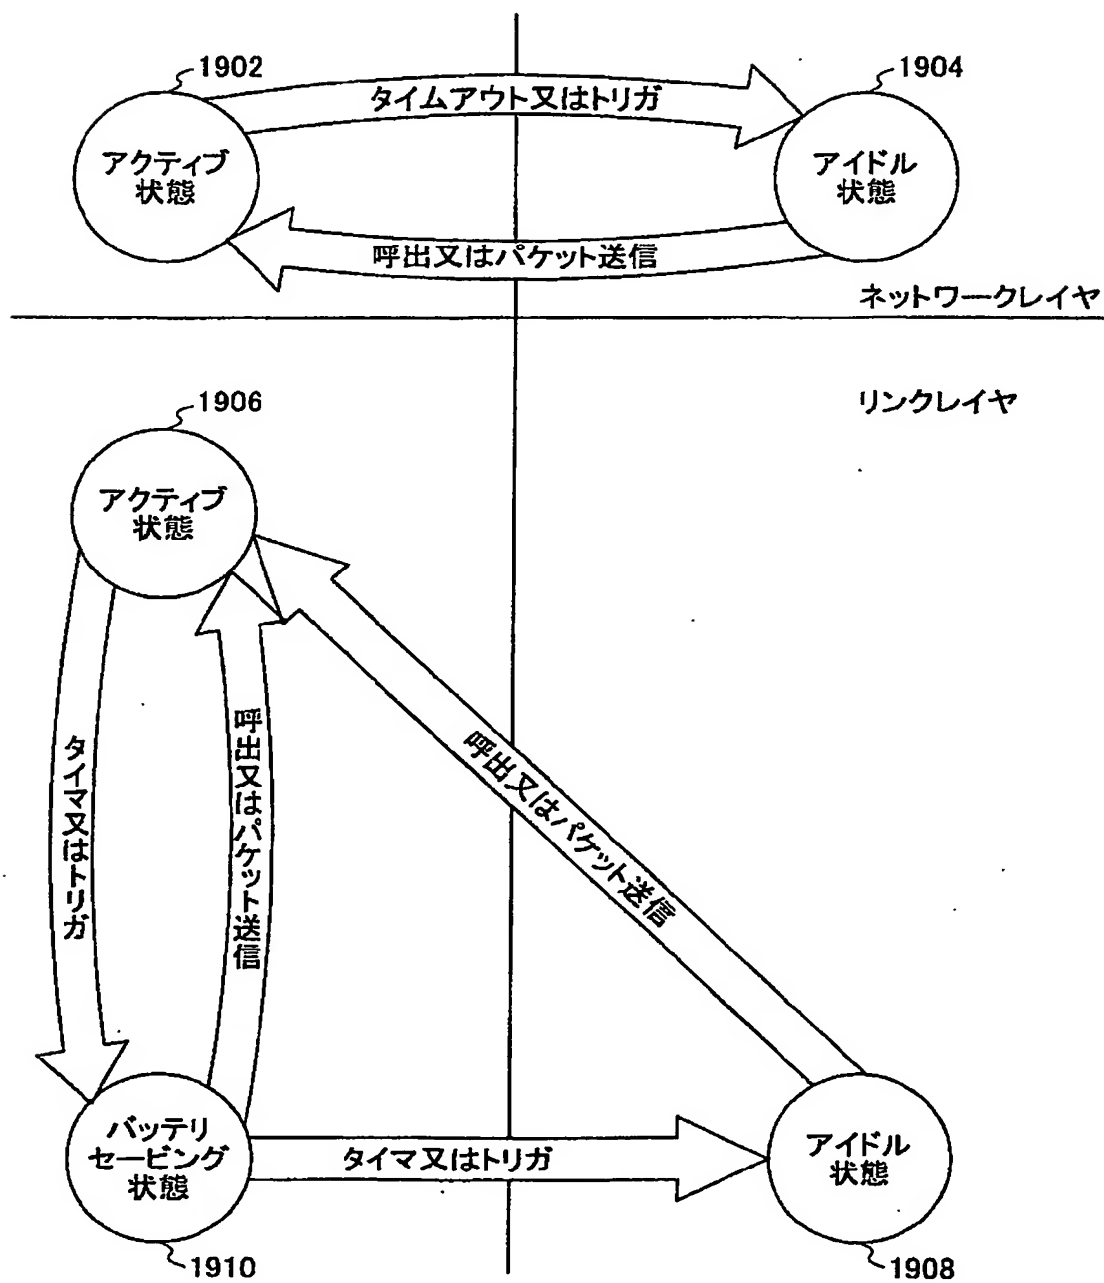 1902
1904
タイムアウト又はトリガ
アクティブ
状態
アイドル
状態
呼出又はパケット送信
ネットワークレイヤ
リンクレイヤ
1906
アクティブ
状態
タイマ又はトリガ
呼出又はパケット送信
呼出又はパケット送信
バッテリ
セービング
状態
タイマ又はトリガ
アイドル
状態
1910
1908